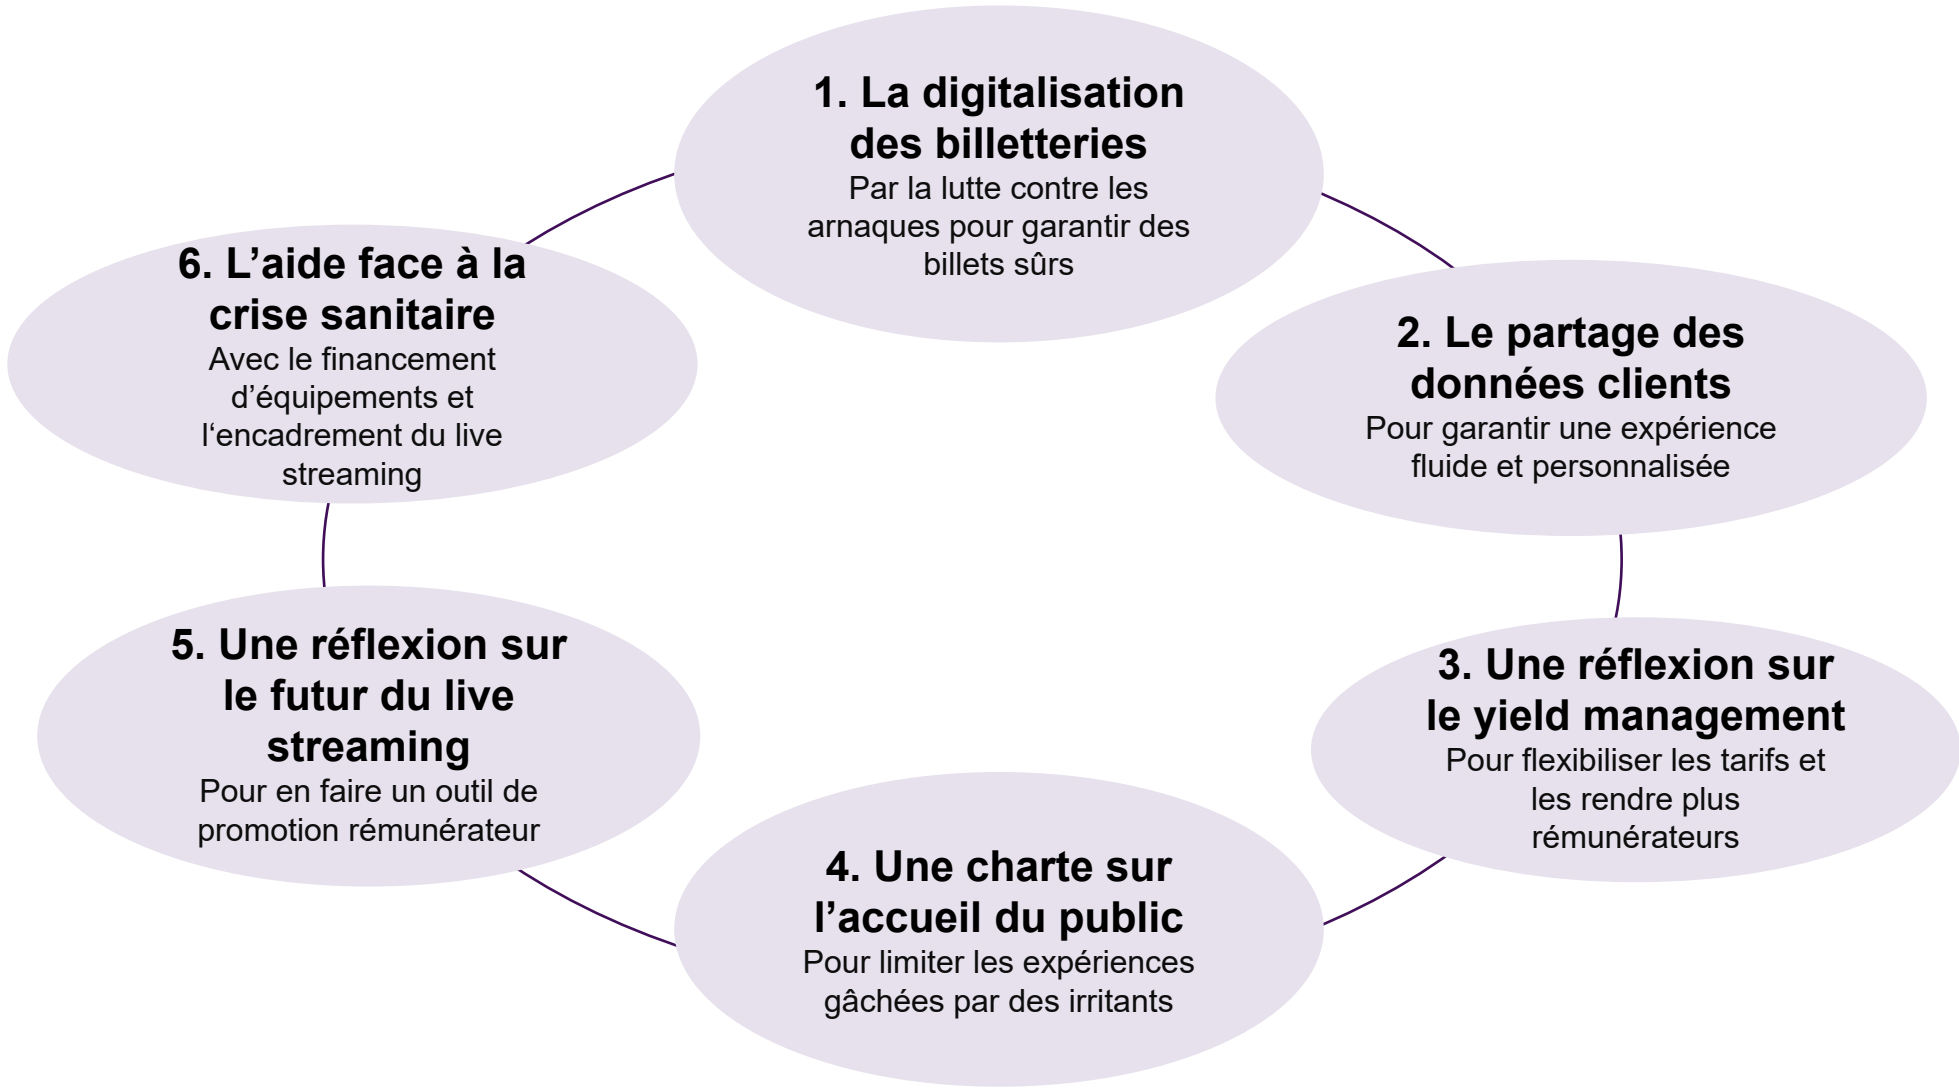 1. La digitalisation
des billetteries
Par la lutte contre les
arnaques pour garantir des
billets sûrs
2. Le partage des
données clients
Pour garantir une expérience
fluide et personnalisée
3. Une réflexion sur
le yield management
Pour flexibiliser les tarifs et
les rendre plus
rémunérateurs
4. Une charte sur
l’accueil du public
Pour limiter les expériences
gâchées par des irritants
5. Une réflexion sur
le futur du live
streaming
Pour en faire un outil de
promotion rémunérateur
6. L’aide face à la
crise sanitaire
Avec le financement
d’équipements et
l‘encadrement du live
streaming